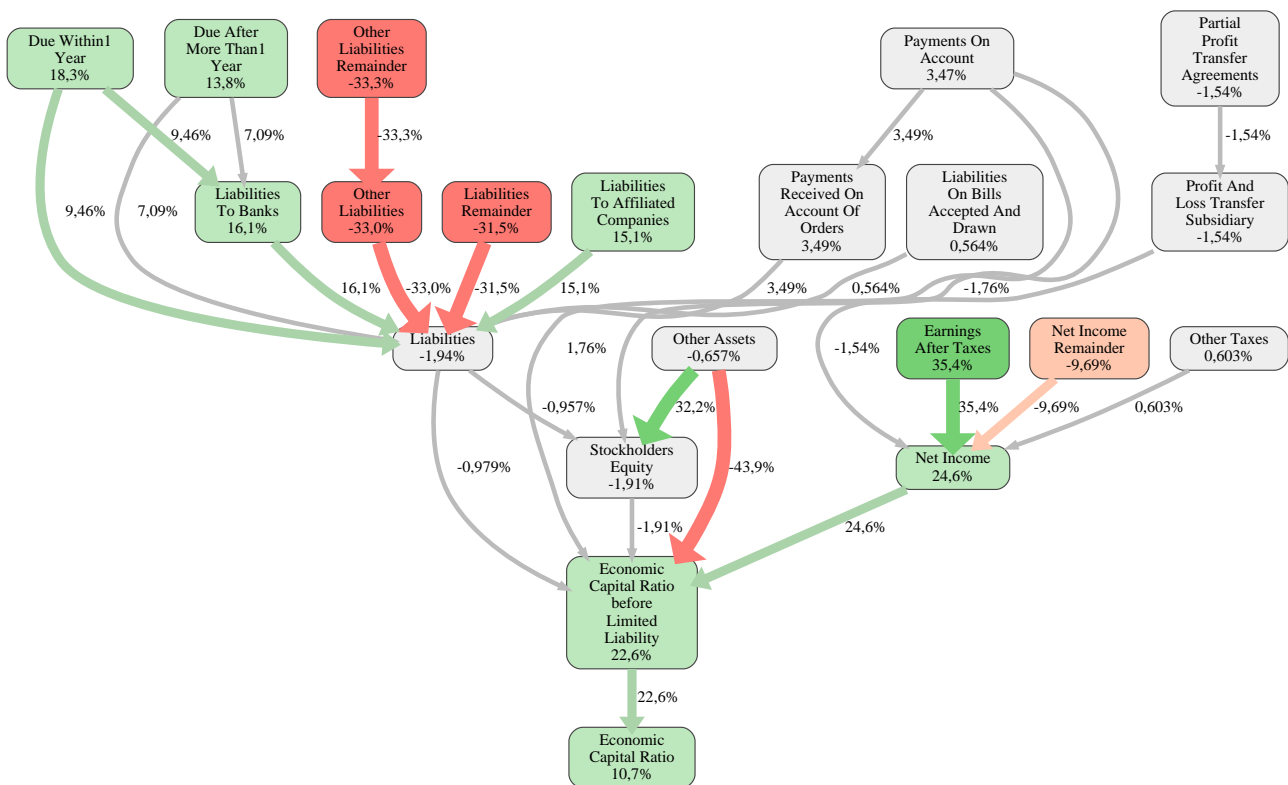 Due Within1
Year
18,3%
Due After
More Than1
Year
13,8%
Other
Liabilities
Remainder
-33,3%
Payments On
Account
3,47%
Partial
Profit
Transfer
Agreements
-1,54%
9,46%
7,09%
-33,3%
3,49%
-1,54%
Liabilities
To Banks
16,1%
Other
Liabilities
-33,0%
Liabilities
Remainder
-31,5%
Liabilities
To Affiliated
Companies
15,1%
Payments
Received On
Account Of
Orders
3,49%
Liabilities
On Bills
Accepted And
Drawn
0,564%
Profit And
Loss Transfer
Subsidiary
-1,54%
9,46%
7,09%
16,1%
-33,0%
-31,5%
15,1%
3,49%
0,564%
-1,76%
Liabilities
-1,94%
1,76%
Other Assets
-0,657%
-1,54%
Earnings
After Taxes
35,4%
Net Income
Remainder
-9,69%
Other Taxes
0,603%
-0,957%
32,2%
35,4%
-9,69%
0,603%
-0,979%
Stockholders
Equity
-1,91%
-43,9%
Net Income
24,6%
-1,91%
24,6%
Economic
Capital Ratio
before
Limited
Liability
22,6%
22,6%
Economic
Capital Ratio
10,7%